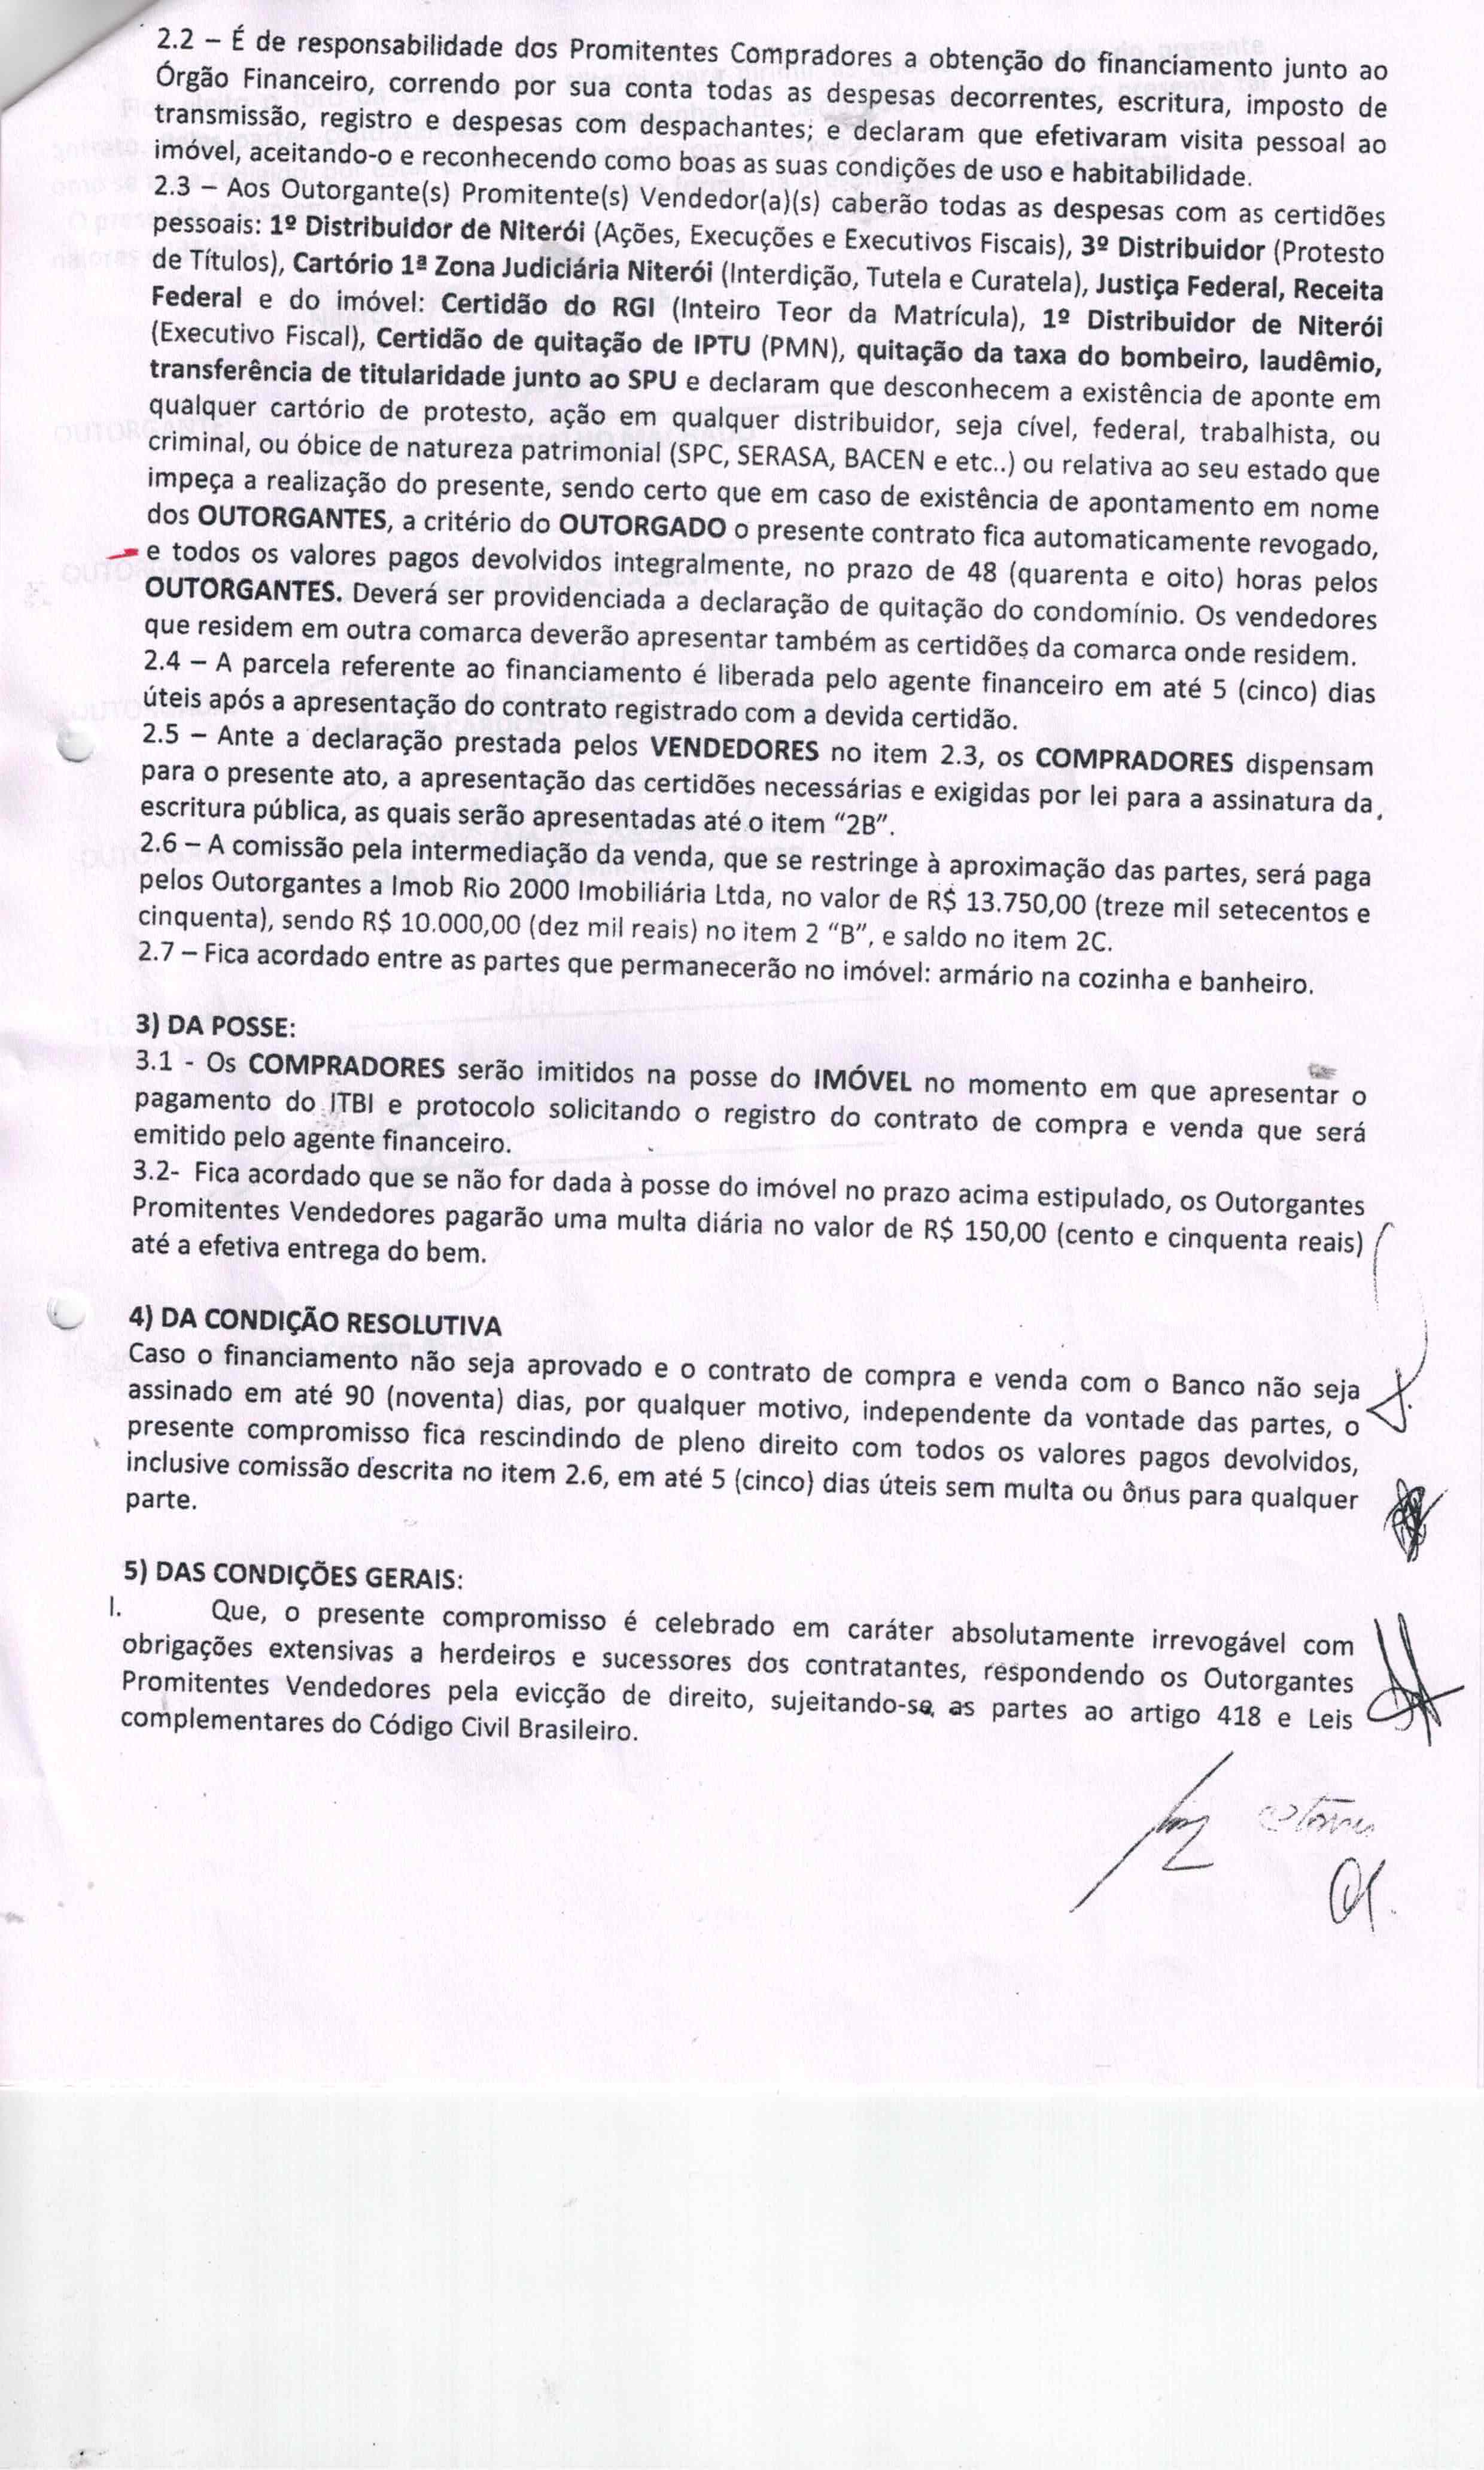 2.2 – É de responsabilidade dos Promitentes Compradores a obtenção do financiamento junto ao
Órgão Financeiro, correndo por sua conta todas as despesas decorrentes, escritura, imposto de
transmissão, registro e despesas com despachantes; e declaram que efetivaram visita pessoal ao
imóvel, aceitando-o e reconhecendo como boas as suas condições de uso e habitabilidade.
2.3 – Aos Outorgante(s) Promitente(s) Vendedor(a)(s) caberão todas as despesas com as certidões
pessoais: 1º Distribuidor de Niterói (Ações, Execuções e Executivos Fiscais), 3º Distribuidor (Protesto
de Títulos), Cartório 1ª Zona Judiciária Niterói (Interdição, Tutela e Curatela), Justiça Federal, Receita
Federal e do imóvel: Certidão do RGI (Inteiro Teor da Matrícula), 1º Distribuidor de Niterói
(Executivo Fiscal), Certidão de quitação de IPTU (PMN), quitação da taxa do bombeiro, laudêmio,
transferência de titularidade junto ao SPU e declaram que desconhecem a existência de aponte em
qualquer cartório de protesto, ação em qualquer distribuidor, seja cível, federal, trabalhista, ou
criminal, ou óbice de natureza patrimonial (SPC, SERASA, BACEN e etc..) ou relativa ao seu estado que
impeça a realização do presente, sendo certo que em caso de existência de apontamento em nome
dos OUTORGANTES, a critério do OUTORGADO o presente contrato fica automaticamente revogado,
e todos os valores pagos devolvidos integralmente, no prazo de 48 (quarenta e oito) horas pelos
OUTORGANTES. Deverá ser providenciada a declaração de quitação do condomínio. Os vendedores
que residem em outra comarca deverão apresentar também as certidões da comarca onde residem.
2.4 – A parcela referente ao financiamento é liberada pelo agente financeiro em até 5 (cinco) dias
úteis após a apresentação do contrato registrado com a devida certidão.
2.5 – Ante a declaração prestada pelos VENDEDORES no item 2.3, os COMPRADORES dispensam
para o presente ato, a apresentação das certidões necessárias e exigidas por lei para a assinatura da
escritura pública, as quais serão apresentadas até o item “2B”.
2.6 – A comissão pela intermediação da venda, que se restringe à aproximação das partes, será paga
pelos Outorgantes a Imob Rio 2000 Imobiliária Ltda, no valor de R$ 13.750,00 (treze mil setecentos e
cinquenta), sendo R$ 10.000,00 (dez mil reais) no item 2 “B”, e saldo no item 2C.
2.7 – Fica acordado entre as partes que permanecerão no imóvel: armário na cozinha e banheiro.
3) DA POSSE:
3.1 - Os COMPRADORES serão imitidos na posse do IMÓVEL no momento em que apresentar o
pagamento do ITBI e protocolo solicitando o registro do contrato de compra e venda que será
emitido pelo agente financeiro.
3.2- Fica acordado que se não for dada à posse do imóvel no prazo acima estipulado, os Outorgantes
Promitentes Vendedores pagarão uma multa diária no valor de R$ 150,00 (cento e cinquenta reais)
até a efetiva entrega do bem.
4) DA CONDIÇÃO RESOLUTIVA
Caso o financiamento não seja aprovado e o contrato de compra e venda com o Banco não seja
assinado em até 90 (noventa) dias, por qualquer motivo, independente da vontade das partes, o
presente compromisso fica rescindindo de pleno direito com todos os valores pagos devolvidos,
inclusive comissão descrita no item 2.6, em até 5 (cinco) dias úteis sem multa ou ônus para qualquer
parte.
5) DAS CONDIÇÕES GERAIS:
I. Que, o presente compromisso é celebrado em caráter absolutamente irrevogável com
obrigações extensivas a herdeiros e sucessores dos contratantes, respondendo os Outorgantes
Promitentes Vendedores pela evicção de direito, sujeitando-se, as partes ao artigo 418 e Leis
complementares do Código Civil Brasileiro.